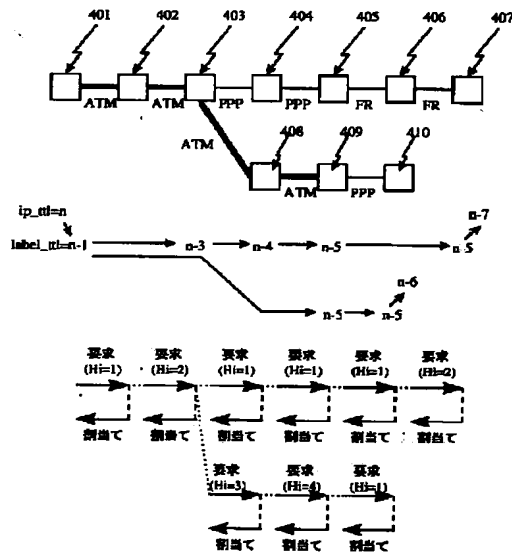 401 402 403 404 405 406 407
ATM ATM PPP PPP FR FR
ATM
408 409 410
ATM PPP
ip_ttl=n
n-7
label_ttl=n-1 n-3 n-4 n-5 n-5
n-6
n-5 n-5
要求 要求 要求 要求 要求 要求
(Hi=1) (Hi=2) (Hi=1) (Hi=1) (Hi=1) (Hi=2)
割当て 割当て 割当て 割当て 割当て 割当て
要求 要求 要求
(Hi=3) (Hi=4) (Hi=1)
割当て 割当て 割当て